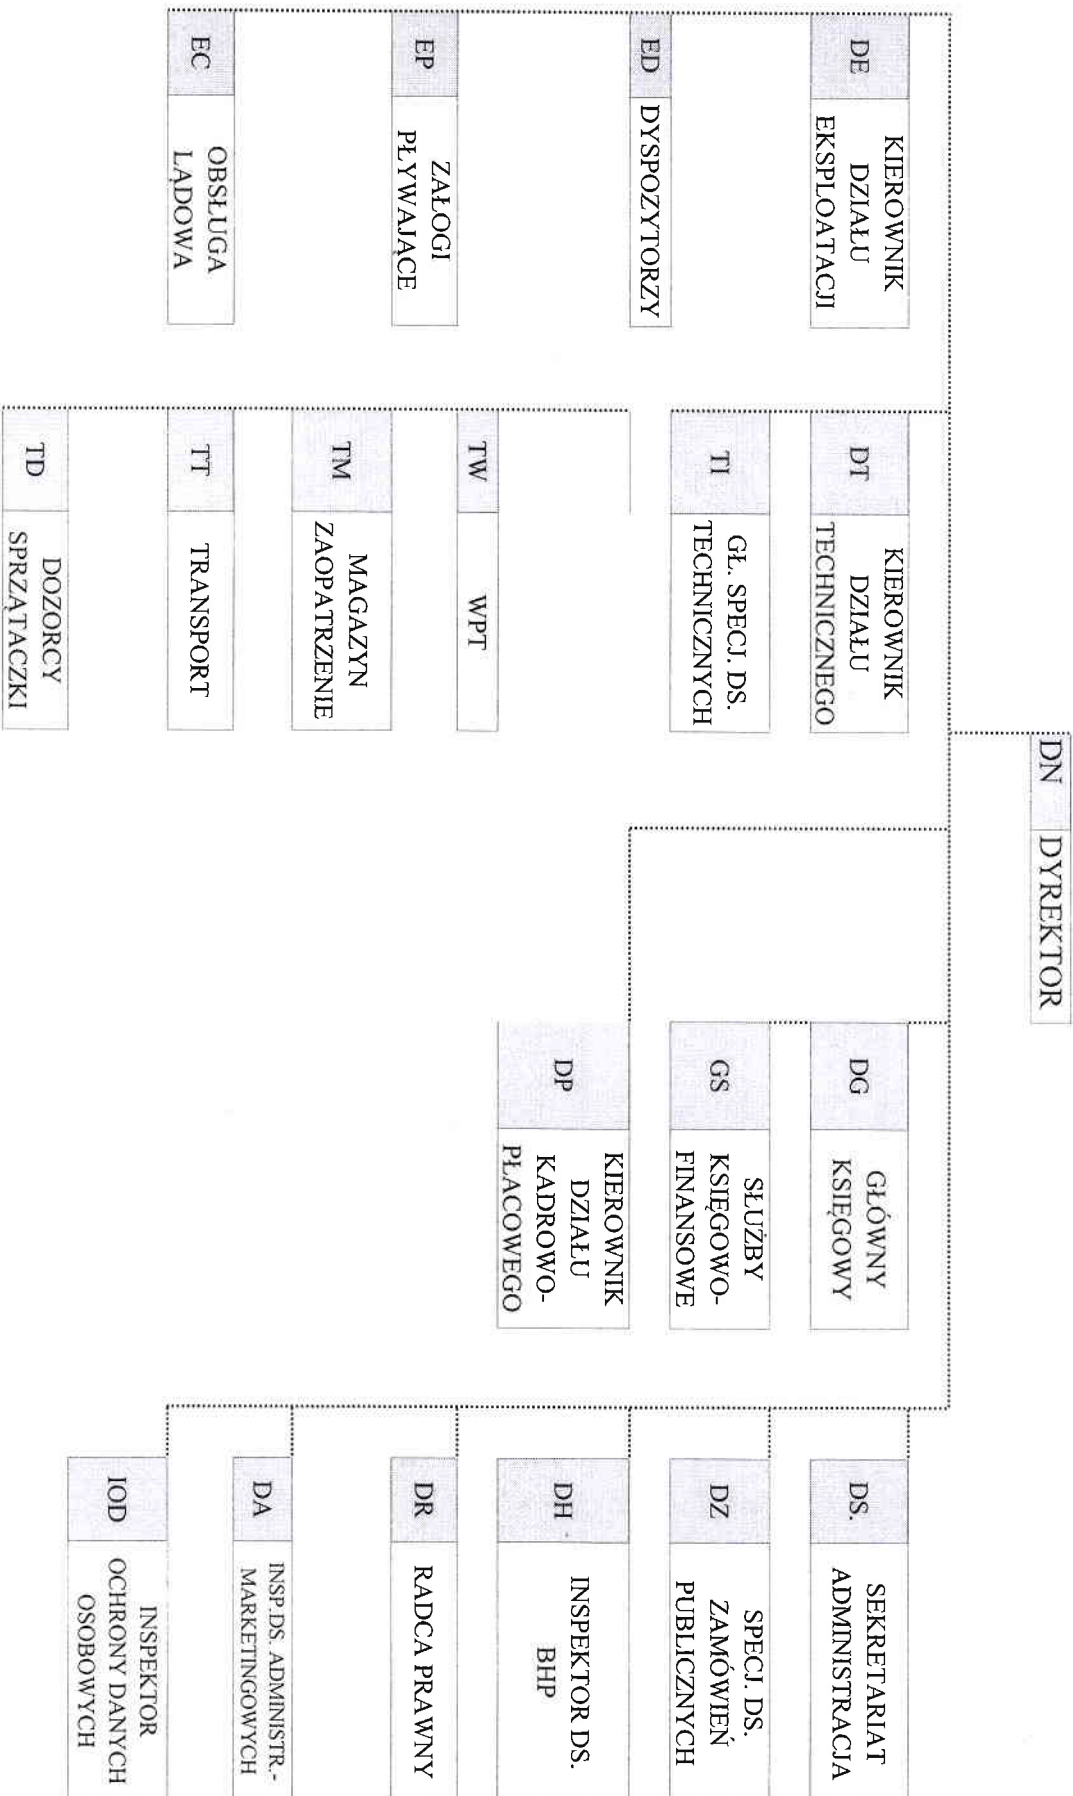 DN DYREKTOR
DE
KIEROWNIK
DZIAŁU
EKSPLOATACJI
ED DYSPOZYTORZY
EP
ZAŁOGI
PŁYWAJĄCE
EC
OBSŁUGA
LĄDOWA
DT
KIEROWNIK
DZIAŁU
TECHNICZNEGO
TI
GŁ. SPECJ. DS.
TECHNICZNYCH
TW WPT
TM
MAGAZYN
ZAOPATRZENIE
TT TRANSPORT
TD
DOZORCY
SPRZĄTACZKI
DG
GŁÓWNY
KSIĘGOWY
GS
SŁUŻBY
KSIĘGOWO-
FINANSOWE
DP
KIEROWNIK
DZIAŁU
KADROWO-
PŁACOWEGO
DS.
SEKRETARIAT
ADMINISTRACJA
DZ
SPECJ. DS.
ZAMÓWIEŃ
PUBLICZNYCH
DH
INSPEKTOR DS.
BHP
DR RADCA PRAWNY
DA
INSP.DS. ADMINISTR.-
MARKETINGOWYCH
IOD
INSPEKTOR
OCHRONY DANYCH
OSOBOWYCH